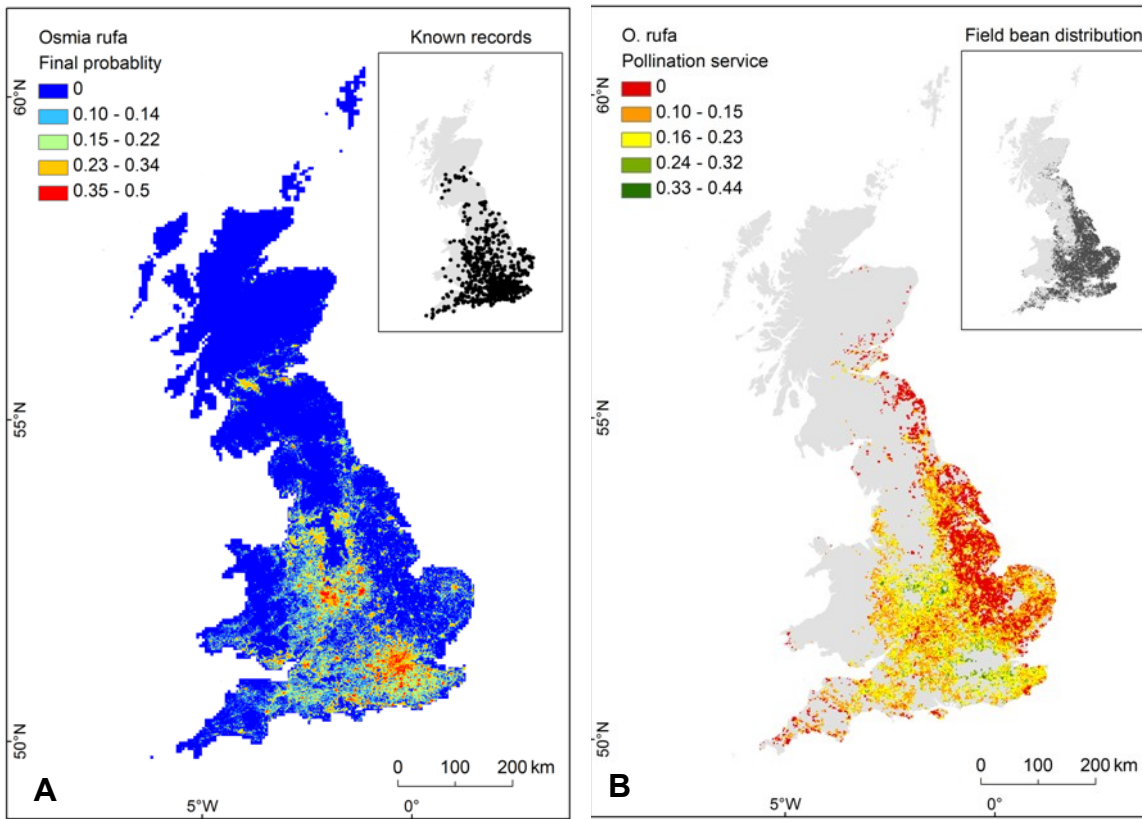 Osmia rufa
Final probablity
0
0.10 - 0.14
0.15 - 0.22
0.23 - 0.34
0.35 - 0.5
Known records
60°N
55°N
50°N
0 100 200 km
A
5°W 0°
O. rufa
Pollination service
0
0.10 - 0.15
0.16 - 0.23
0.24 - 0.32
0.33 - 0.44
Field bean distribution
60°N
55°N
50°N
0 100 200 km
B
5°W 0°